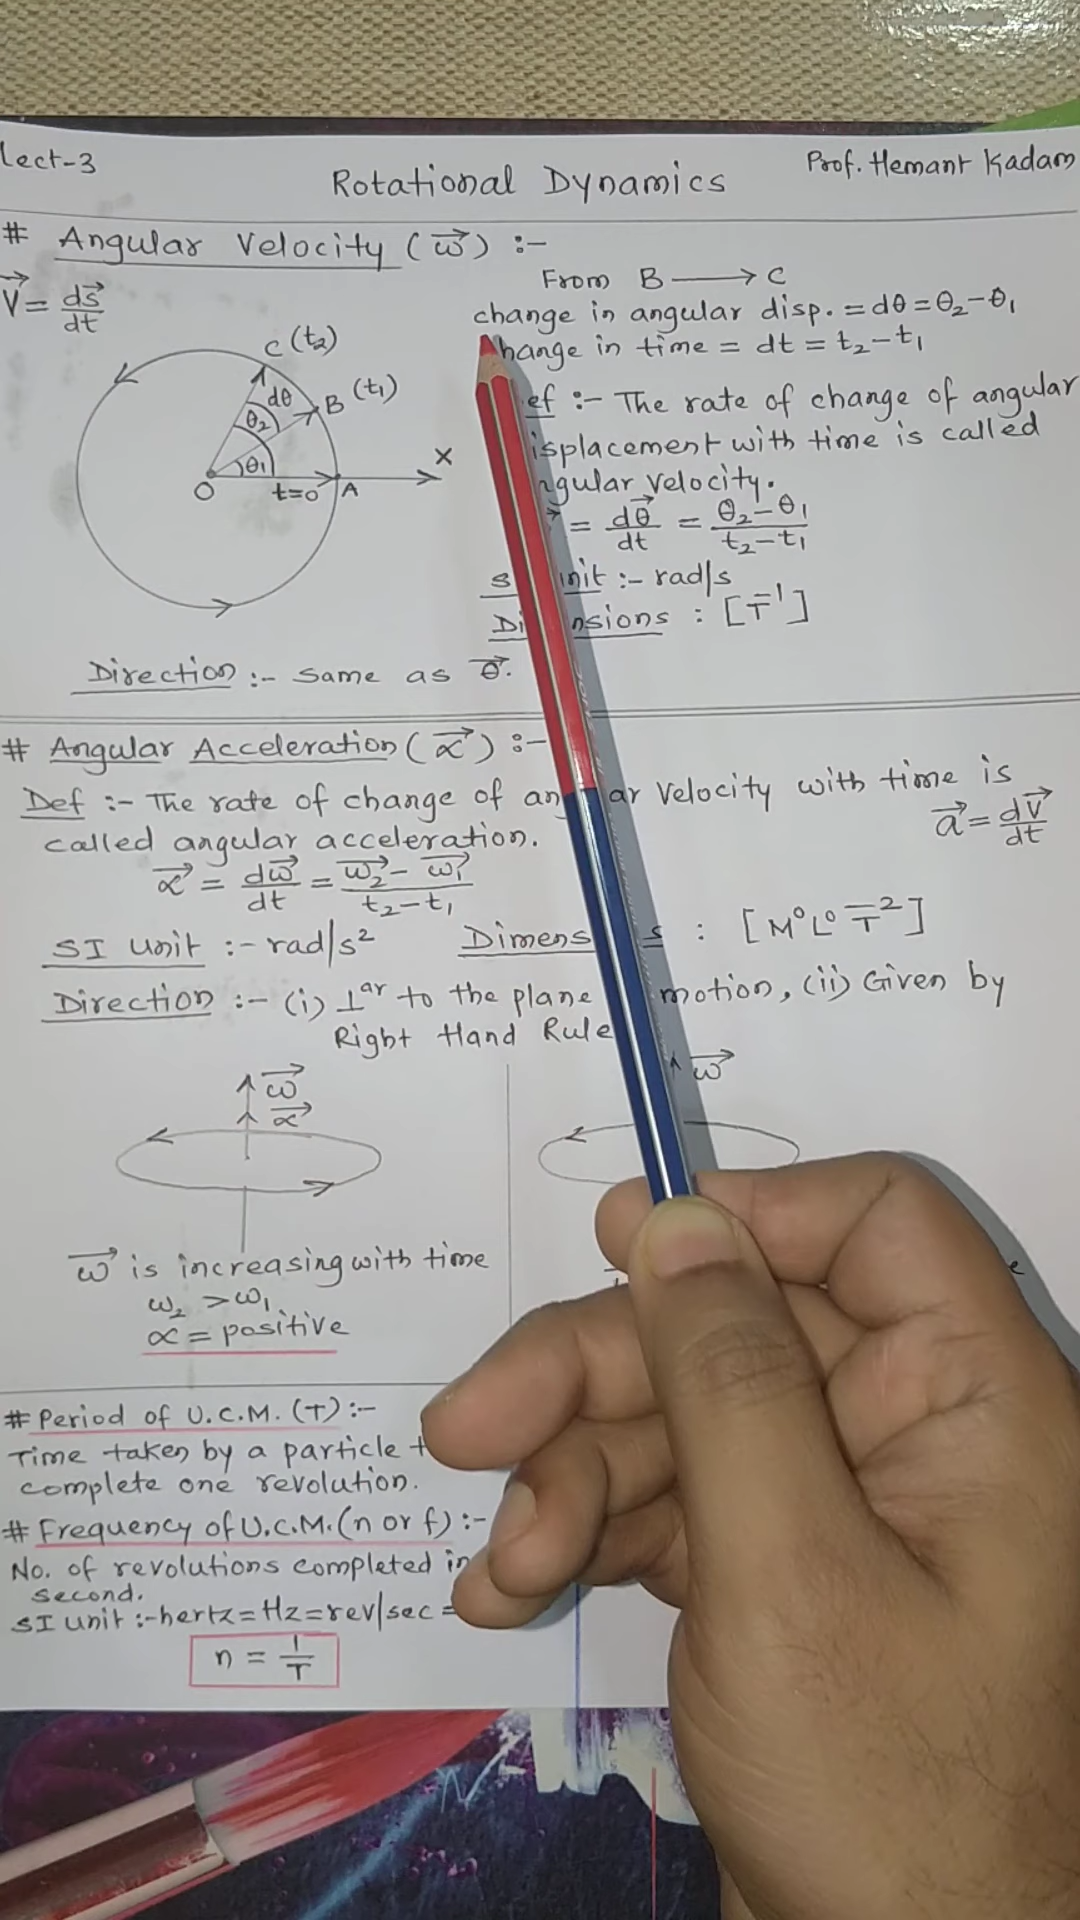 Lect-3
Rotational Dynamics
Prof. Hemant Kadam
# Angular Velocity (ω⃗) :-
V⃗ = ds⃗/dt
From B ⟶ C
change in angular disp. = dθ = θ₂-θ₁
hange in time = dt = t₂-t₁
C (t₂)
dθ
B (t₁)
θ₂
θ₁
X
O
t=0
A
ef :- The rate of change of angular
isplacement with time is called
ngular velocity.
= dθ⃗/dt = θ₂-θ₁/t₂-t₁
S nit :- rad/s
Di nsions : [T⁻¹]
Direction :- Same as θ⃗.
# Angular Acceleration (α⃗) :-
Def :- The rate of change of an ar velocity with time is
called angular acceleration.
a⃗ = dV⃗/dt
α⃗ = dω⃗/dt = ω₂⃗ - ω₁⃗/t₂-t₁
SI Unit :- rad/s² Dimens s : [M⁰L⁰T⁻²]
Direction :- (i) ⊥ᵃʳ to the plane motion, (ii) Given by
Right Hand Rule
ω⃗
α⃗
ω⃗
ω⃗ is increasing with time
ω₂ > ω₁
α = positive
e
# Period of U.C.M. (T) :-
Time taken by a particle t
complete one revolution.
# Frequency of U.C.M. (n or f) :-
No. of revolutions completed in
second.
SI Unit :- hertz = Hz = rev/sec =
n = 1/T